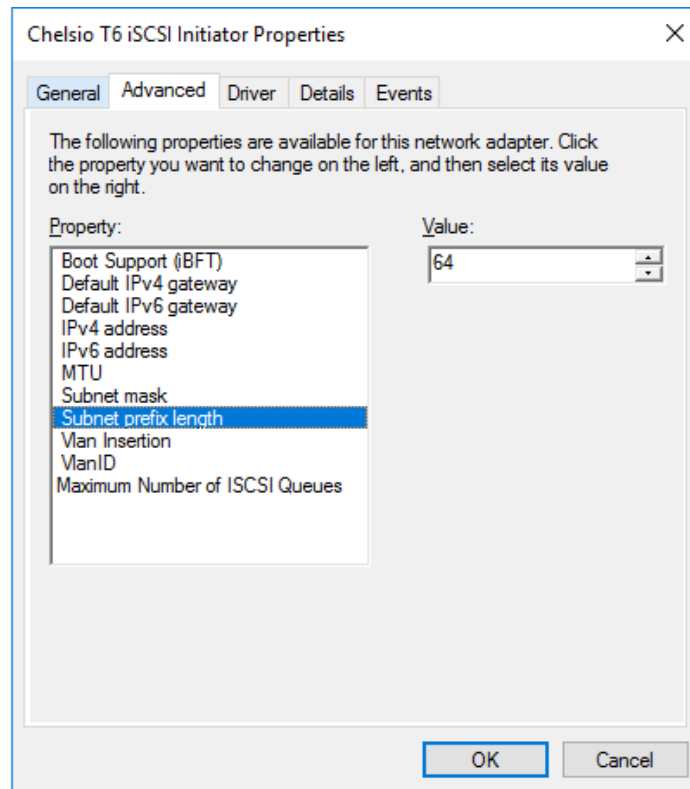 Chelsio T6 iSCSI Initiator Properties
General Advanced Driver Details Events
The following properties are available for this network adapter. Click
the property you want to change on the left, and then select its value
on the right.
Property: Value:
Boot Support (iBFT) 64
Default IPv4 gateway
Default IPv6 gateway
IPv4 address
IPv6 address
MTU
Subnet mask
Subnet prefix length
Vlan Insertion
VlanID
Maximum Number of ISCSI Queues
OK Cancel